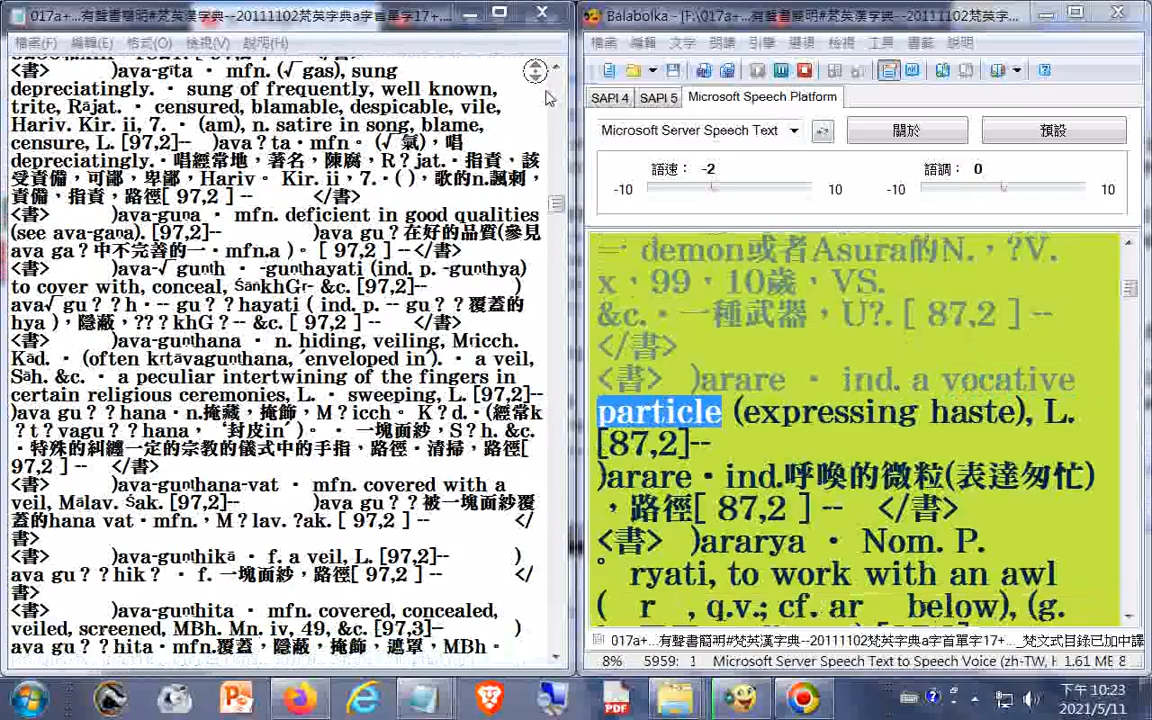 017a+...有聲書簡明#梵英漢字典--20111102梵英字典a字首單字17+...
檔案(F) 編輯(E) 格式(O) 檢視(V) 說明(H)
<書> )ava-gīta ‧ mfn. (√ gas), sung
depreciatingly. ‧ sung of frequently, well known,
trite, Rājat. ‧ censured, blamable, despicable, vile,
Hariv. Kir. ii, 7. ‧ (am), n. satire in song, blame,
censure, L. [97,2]-- )ava?ta‧mfn。(√氣)，唱
depreciatingly.‧唱經常地，著名，陳腐，R?jat.‧指責，該
受責備，可鄙，卑鄙，Hariv。 Kir. ii，7.‧( )，歌的n.諷刺，
責備，指責，路徑[ 97,2 ] -- </書>
<書> )ava-guṇa ‧ mfn. deficient in good qualities
(see ava-gaṇa). [97,2]-- )ava gu?在好的品質(參見
ava ga?中不完善的一‧mfn.a )。[ 97,2 ] --</書>
<書> )ava-√ guṇṭh ‧ -guṇṭhayati (ind. p. -guṇṭhya)
to cover with, conceal, ŚāṅkhGṛ- &c. [97,2]-- )
ava√ gu??h‧-- gu??hayati ( ind. p. -- gu??覆蓋的
hya )，隱蔽，???khG?-- &c. [ 97,2 ] -- </書>
<書> )ava-guṇṭhana ‧ n. hiding, veiling, Mṛicch.
Kād. ‧ (often kṛtāvaguṇṭhana, 'enveloped in'). ‧ a veil,
Sāh. &c. ‧ a peculiar intertwining of the fingers in
certain religious ceremonies, L. ‧ sweeping, L. [97,2]--
)ava gu??hana‧n.掩藏，掩飾，M?icch。K?d.‧(經常k
?t?vagu??hana，‘封皮in’)。‧一塊面紗，S?h. &c.
‧特殊的糾纏一定的宗教的儀式中的手指，路徑‧清掃，路徑[
97,2 ] -- </書>
<書> )ava-guṇṭhana-vat ‧ mfn. covered with a
veil, Mālav. Śak. [97,2]-- )ava gu??被一塊面紗覆
蓋的hana vat‧mfn.，M?lav. ?ak. [ 97,2 ] -- </
書>
<書> )ava-guṇṭhikā ‧ f. a veil, L. [97,2]-- )
ava gu??hik?‧f.一塊面紗，路徑[ 97,2 ] -- </
書>
<書> )ava-guṇṭhita ‧ mfn. covered, concealed,
veiled, screened, MBh. Mn. iv, 49, &c. [97,3]-- )
ava gu??hita‧mfn.覆蓋，隱蔽，掩飾，遮罩，MBh。
Balabolka - [F:\017a+...有聲書簡明#梵英漢字典--20111102梵英字...
檔案 編輯 文字 朗讀 引擎 選項 檢視 工具 書籤 說明
SAPI 4 SAPI 5 Microsoft Speech Platform
Microsoft Server Speech Text 關於 預設
語速： -2 語調： 0
-10 10 -10 10
demon或者Asura的N.，?V.
x，99，10歲，VS.
&c.‧一種武器，U?. [ 87,2 ] --
</書>
<書> )arare ‧ ind. a vocative
particle (expressing haste), L.
[87,2]--
)arare‧ind.呼喚的微粒(表達匆忙)
，路徑[ 87,2 ] -- </書>
<書> )ararya ‧ Nom. P.
° ryati, to work with an awl
( r , q.v.; cf. ar below), (g.
017a+...有聲書簡明#梵英漢字典--20111102梵英字典a字首單字17+..._梵文式目錄已加中譯
8% 5959: 1 Microsoft Server Speech Text to Speech Voice (zh-TW, H 1.61 MB 8
下午 10:23
2021/5/11